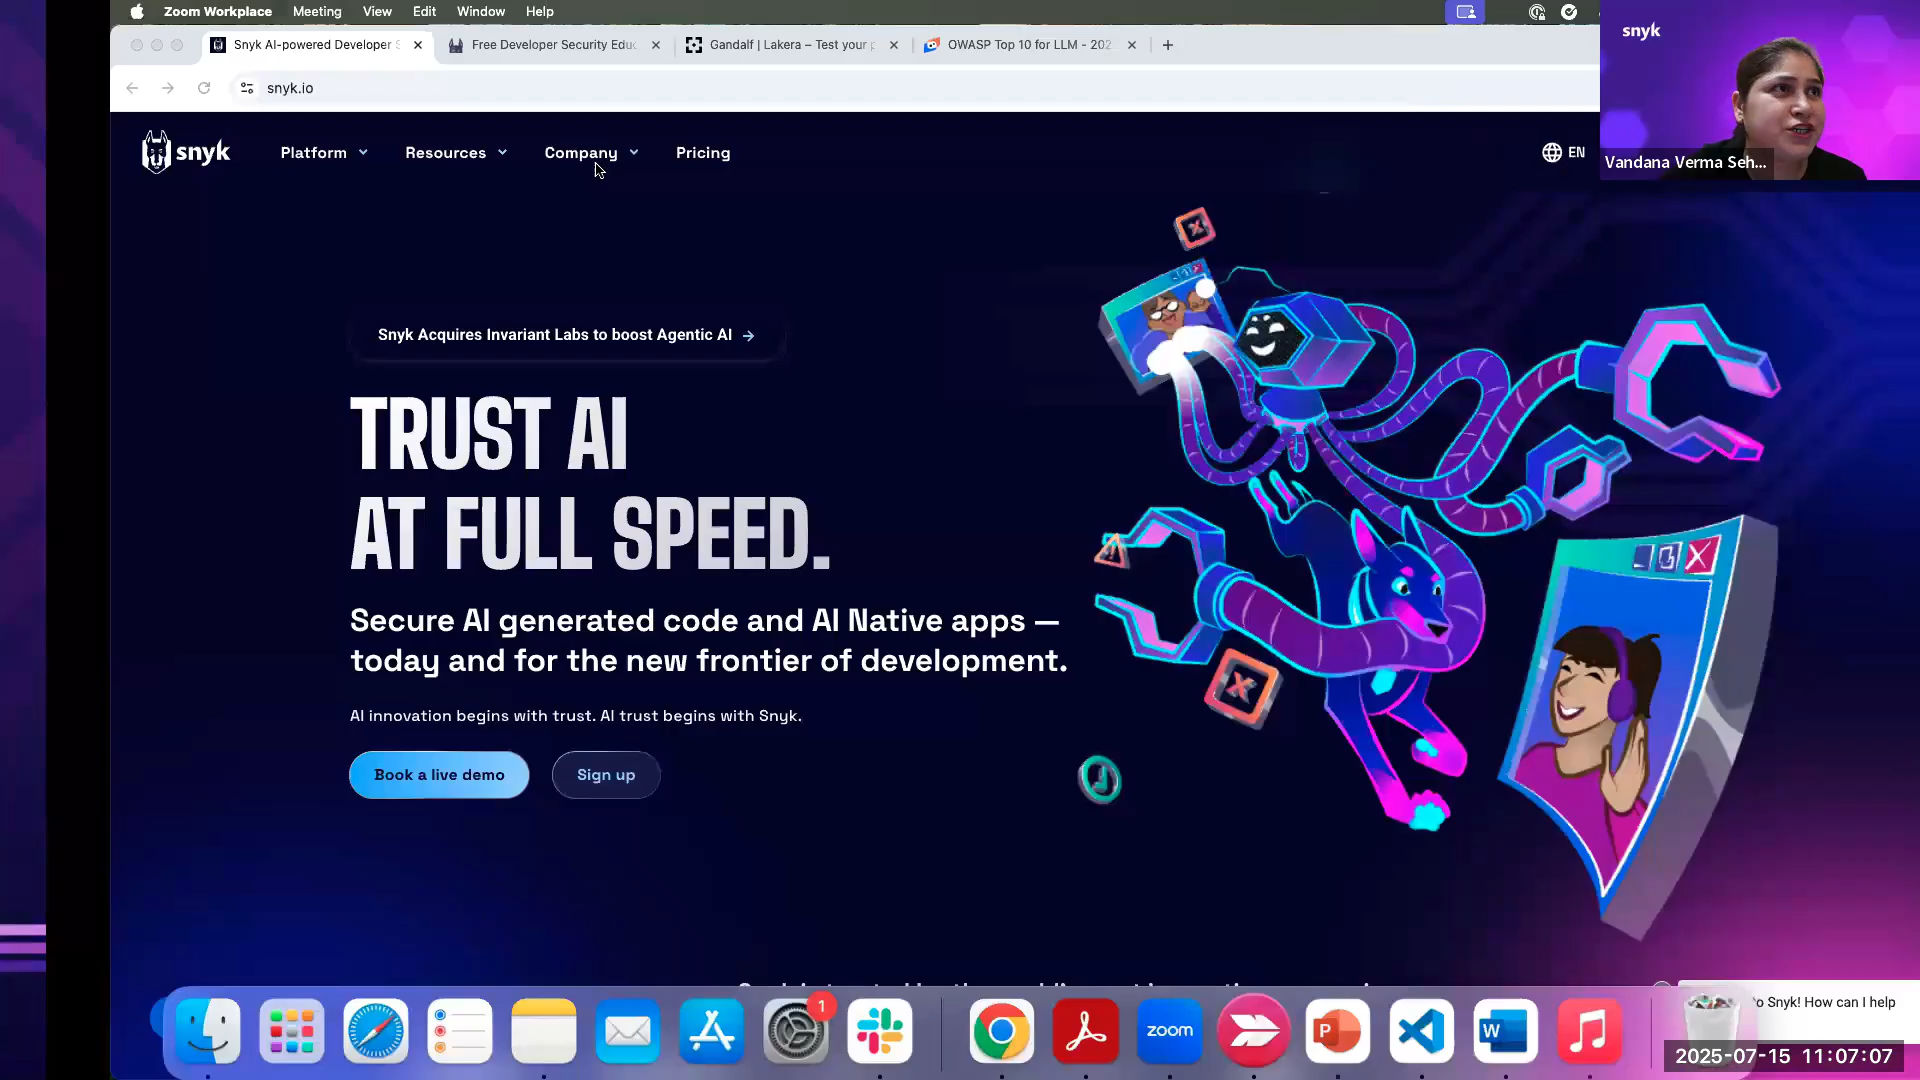 Zoom Workplace Meeting View Edit Window Help
Snyk AI-powered Developer S
Free Developer Security Educ
Gandalf | Lakera – Test your p
OWASP Top 10 for LLM - 202
snyk.io
snyk
Vandana Verma Seh...
snyk Platform Resources Company Pricing
EN
Snyk Acquires Invariant Labs to boost Agentic AI →
TRUST AI
AT FULL SPEED.
Secure AI generated code and AI Native apps —
today and for the new frontier of development.
AI innovation begins with trust. AI trust begins with Snyk.
Book a live demo Sign up
to Snyk! How can I help
1
zoom
P
W
2025-07-15 11:07:07